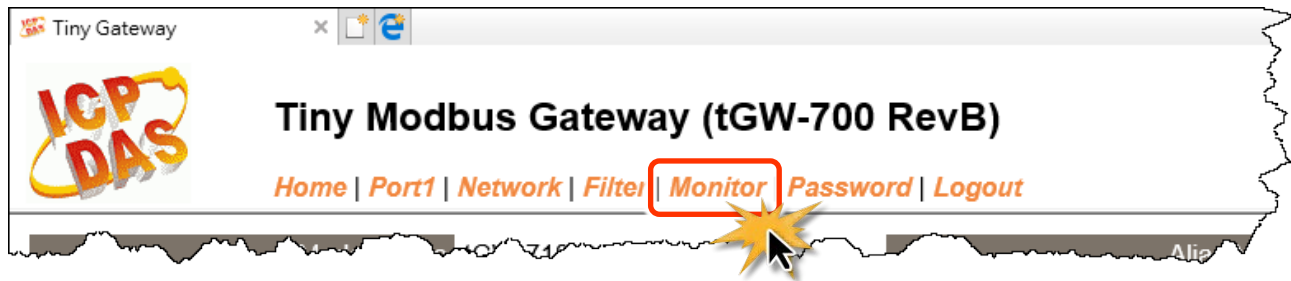 Tiny Gateway
ICP
DAS
Tiny Modbus Gateway (tGW-700 RevB)
Home | Port1 | Network | Filter | Monitor | Password | Logout